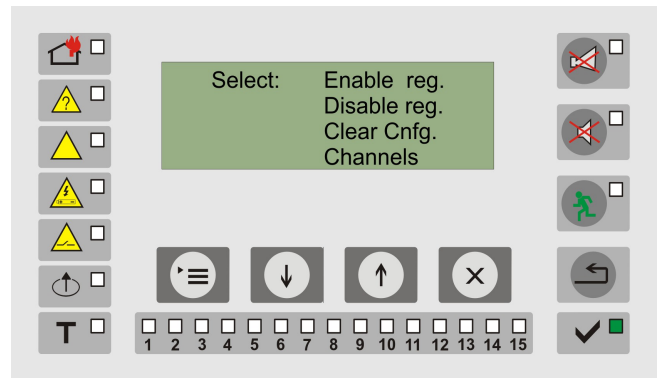 Select: Enable reg.
Disable reg.
Clear Cnfg.
Channels
?
T
1 2 3 4 5 6 7 8 9 10 11 12 13 14 15